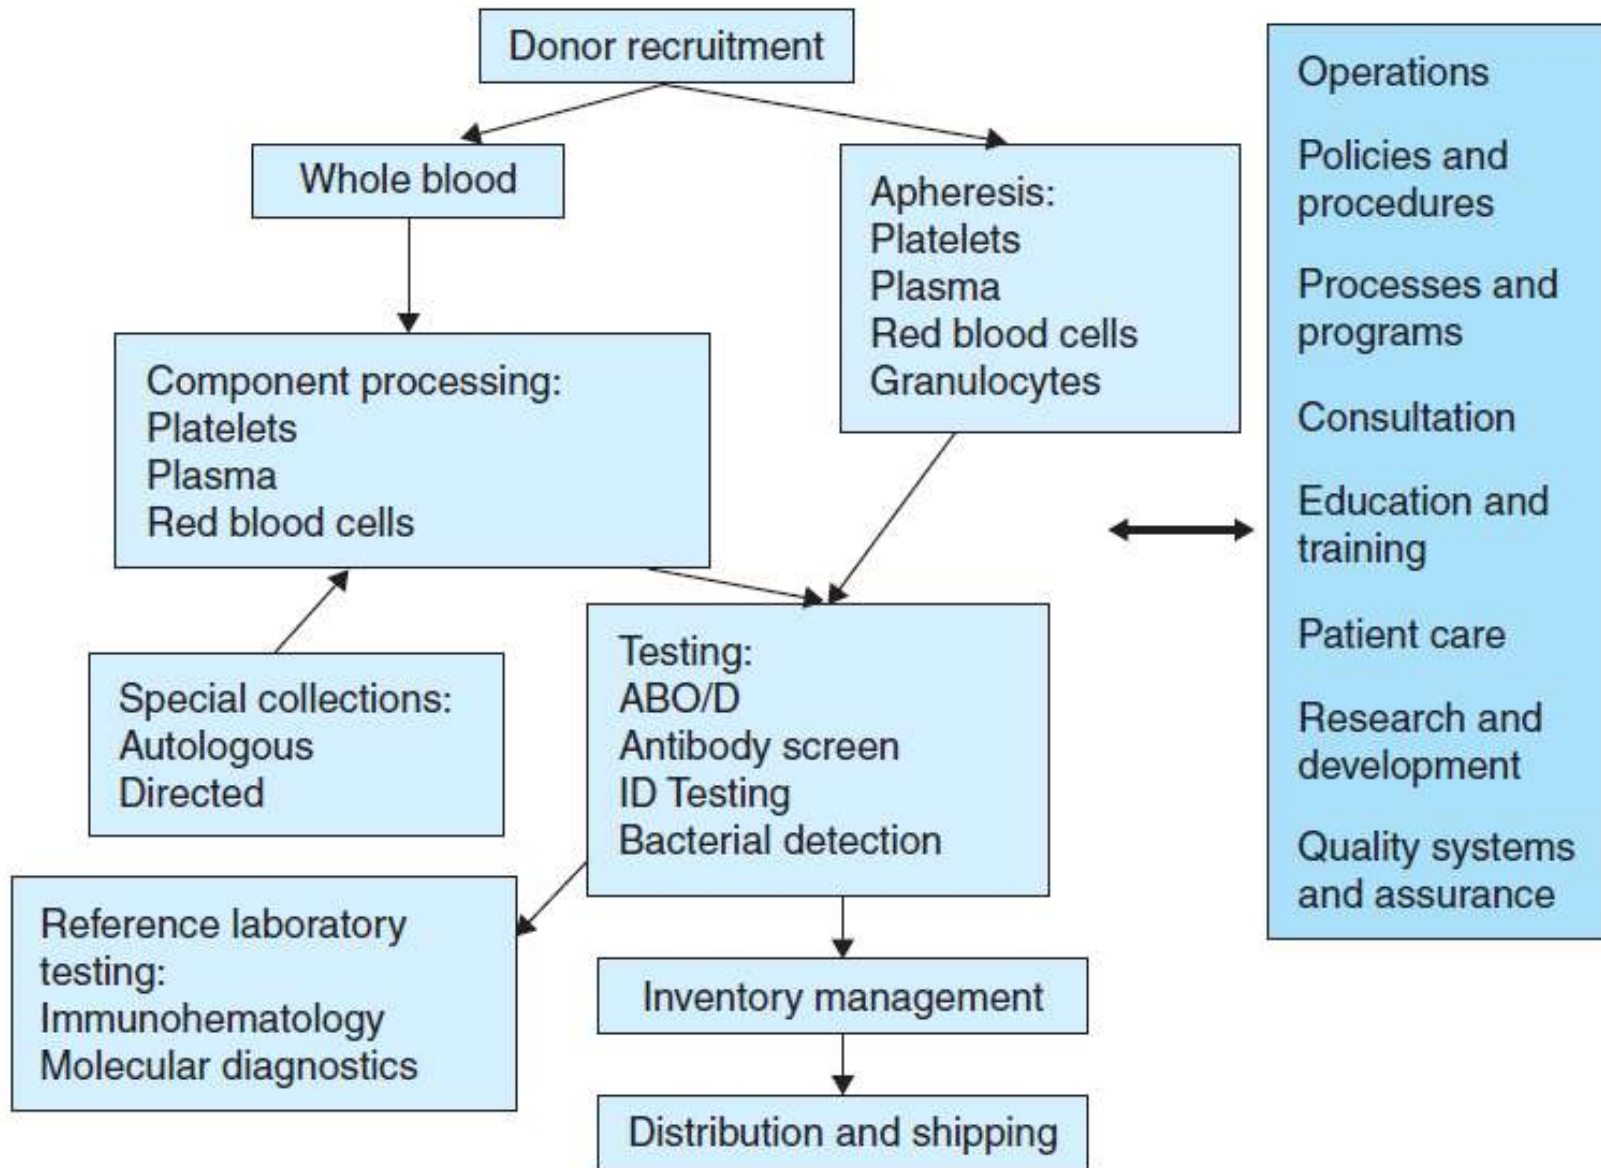 Donor recruitment
Whole blood
Apheresis:
Platelets
Plasma
Red blood cells
Granulocytes
Component processing:
Platelets
Plasma
Red blood cells
Special collections:
Autologous
Directed
Testing:
ABO/D
Antibody screen
ID Testing
Bacterial detection
Reference laboratory
testing:
Immunohematology
Molecular diagnostics
Inventory management
Distribution and shipping
Operations
Policies and
procedures
Processes and
programs
Consultation
Education and
training
Patient care
Research and
development
Quality systems
and assurance